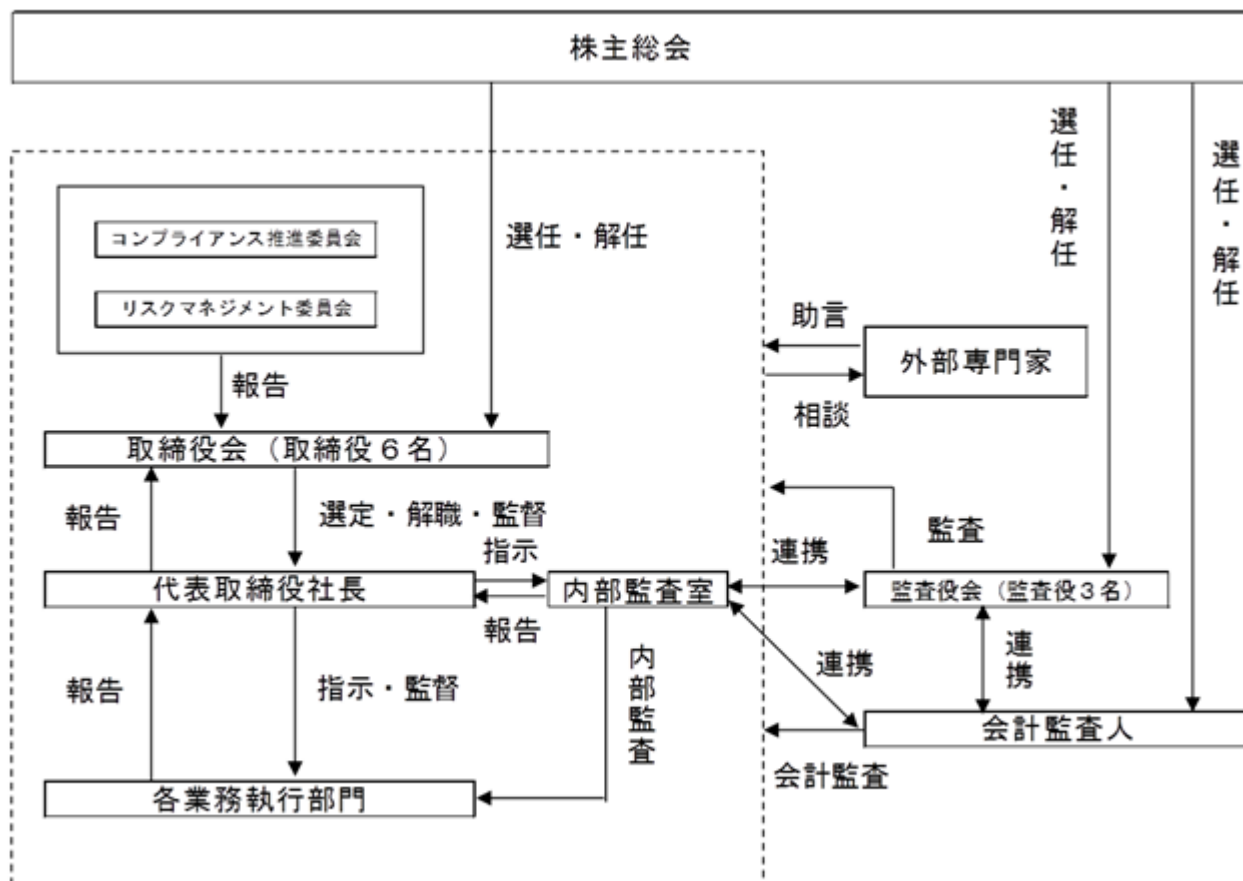 株主総会
選任・解任
選任・解任
選任・解任
コンプライアンス推進委員会
リスクマネジメント委員会
助言
外部専門家
相談
報告
取締役会（取締役６名）
報告
選定・解職・監督
監査
指示
連携
代表取締役社長
内部監査室
監査役会（監査役３名）
報告
連携
報告
指示・監督
内部監査
連携
会計監査人
会計監査
各業務執行部門